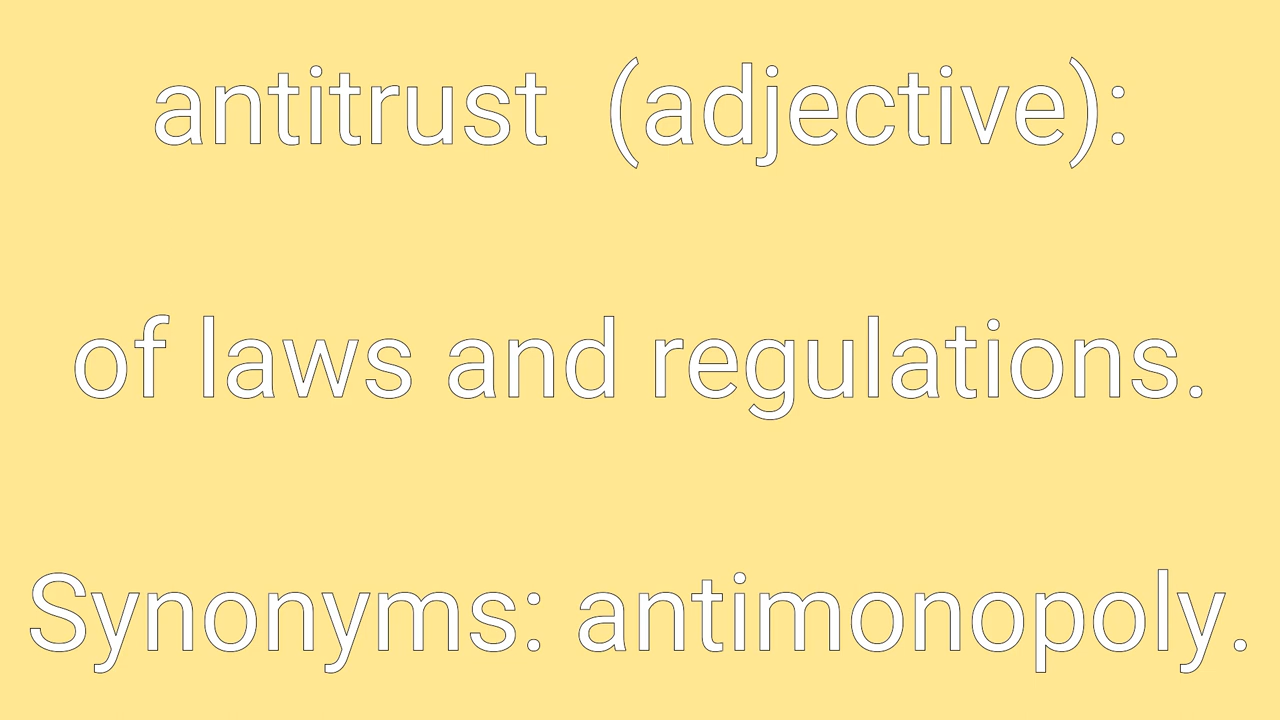 antitrust  (adjective):
of laws and regulations.
Synonyms: antimonopoly.